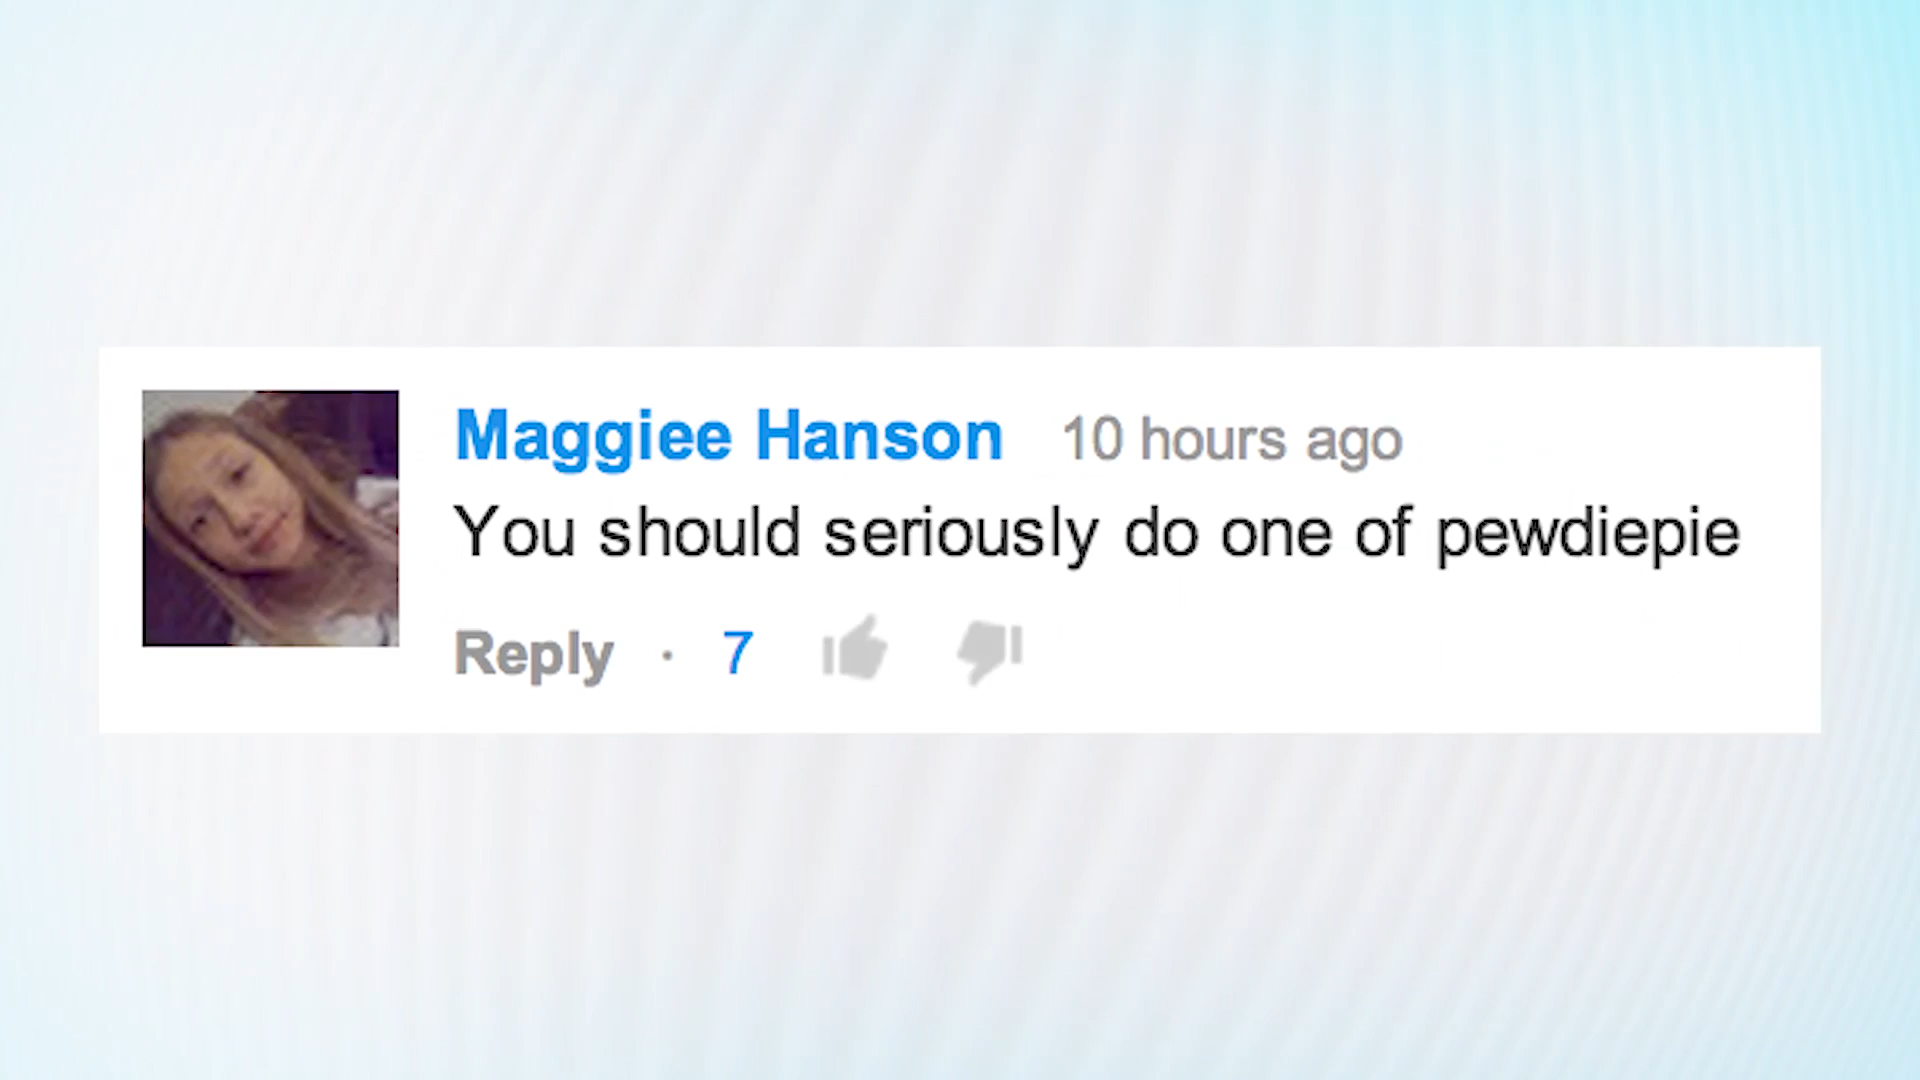 Maggiee Hanson 10 hours ago
You should seriously do one of pewdiepie
Reply · 7